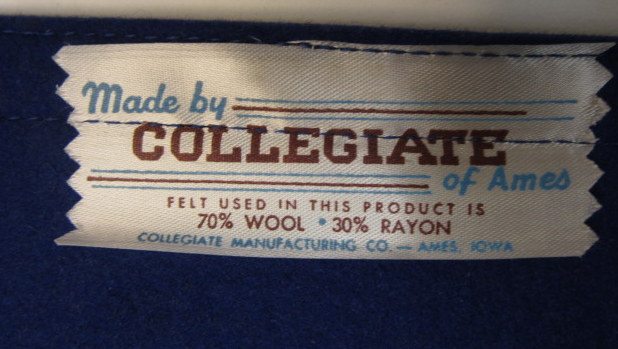 Made by
COLLEGIATE
of Ames
FELT USED IN THIS PRODUCT IS
70% WOOL • 30% RAYON
COLLEGIATE MANUFACTURING CO. — AMES, IOWA